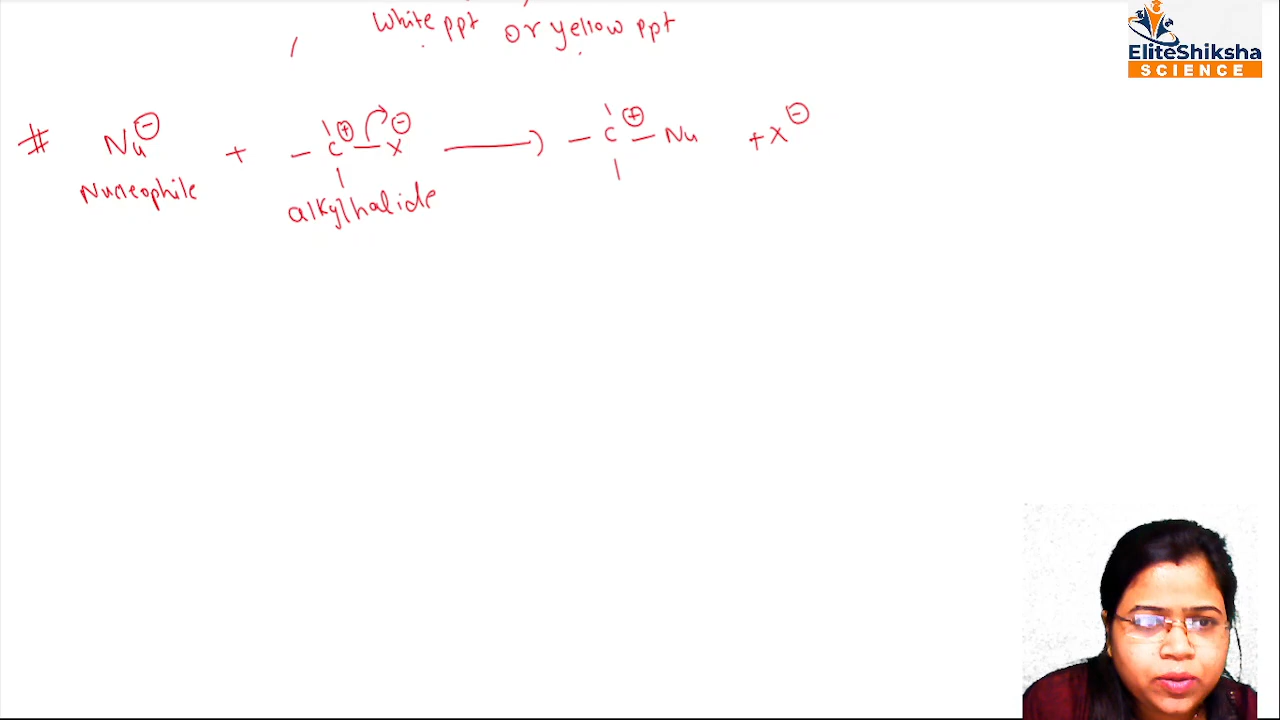 White ppt or yellow ppt
EliteShiksha
SCIENCE
# Nu⊖ + – C⊕ – X⊖ ⟶ – C⊕ – Nu + X⊖
Nucleophile
alkylhalide